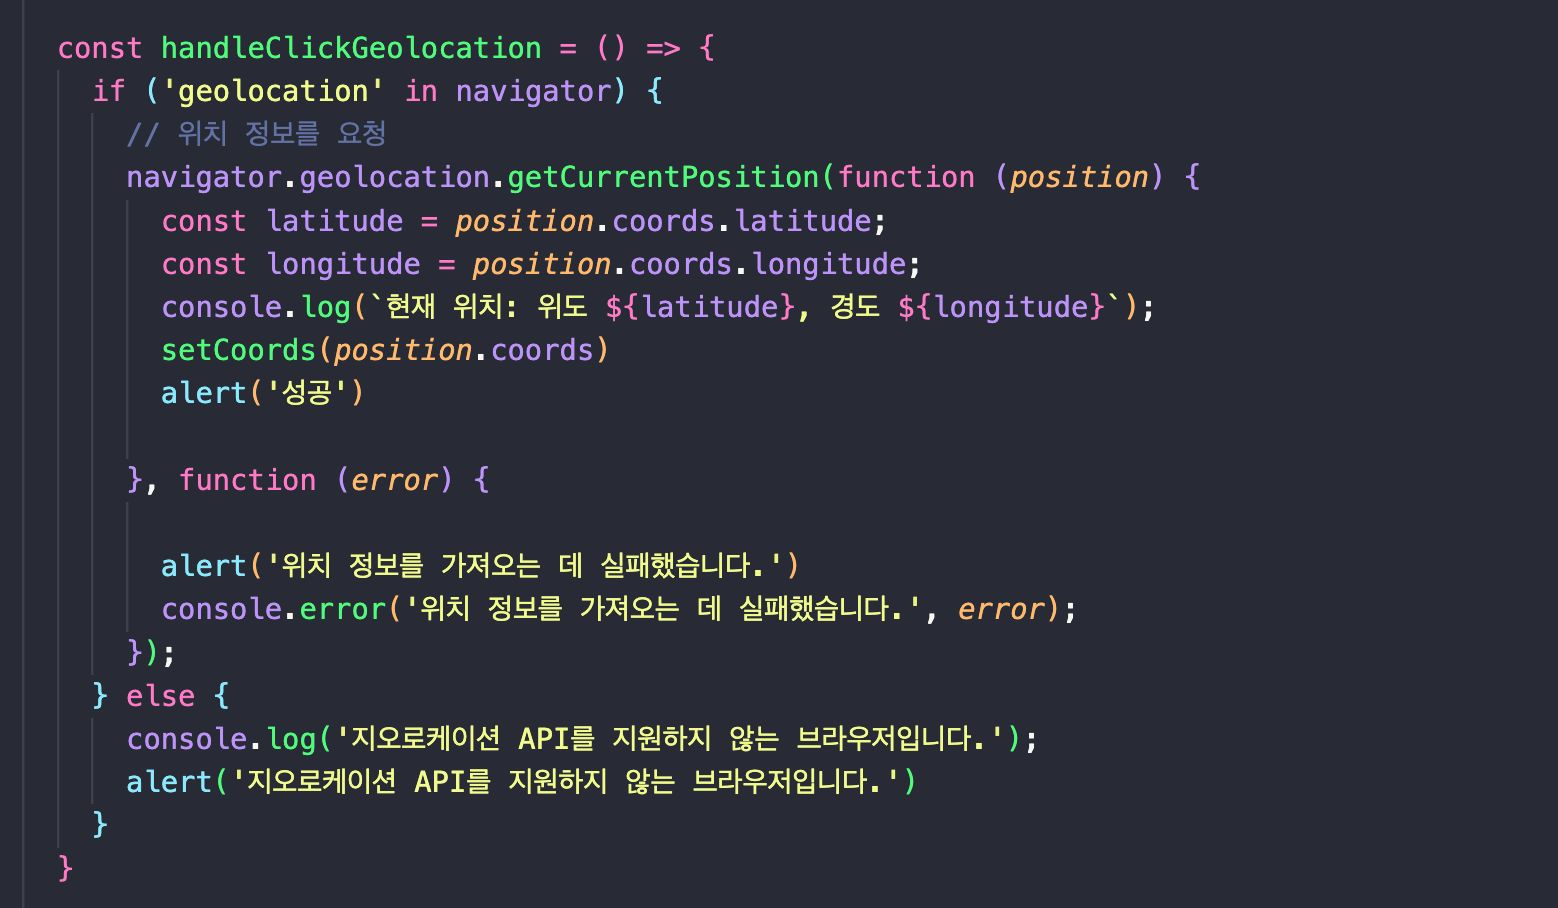 const handleClickGeolocation = () => {
if ('geolocation' in navigator) {
// 위치 정보를 요청
navigator.geolocation.getCurrentPosition(function (position) {
const latitude = position.coords.latitude;
const longitude = position.coords.longitude;
console.log(`현재 위치: 위도 ${latitude}, 경도 ${longitude}`);
setCoords(position.coords)
alert('성공')
}, function (error) {
alert('위치 정보를 가져오는 데 실패했습니다.')
console.error('위치 정보를 가져오는 데 실패했습니다.', error);
});
} else {
console.log('지오로케이션 API를 지원하지 않는 브라우저입니다.');
alert('지오로케이션 API를 지원하지 않는 브라우저입니다.')
}
}